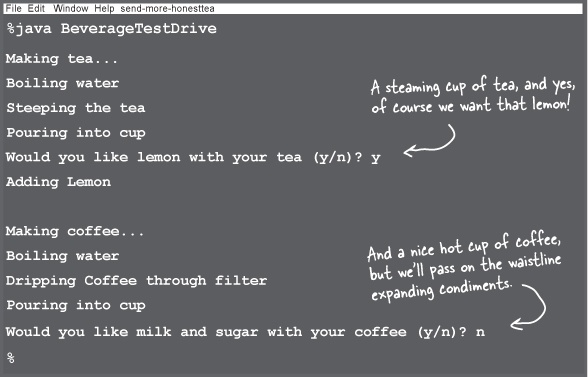 File Edit Window Help send-more-honesttea
%java BeverageTestDrive
Making tea...
Boiling water
Steeping the tea
Pouring into cup
Would you like lemon with your tea (y/n)? y
Adding Lemon
A steaming cup of tea, and yes,
of course we want that lemon!
Making coffee...
Boiling water
Dripping Coffee through filter
Pouring into cup
Would you like milk and sugar with your coffee (y/n)? n
%
And a nice hot cup of coffee,
but we'll pass on the waistline
expanding condiments.